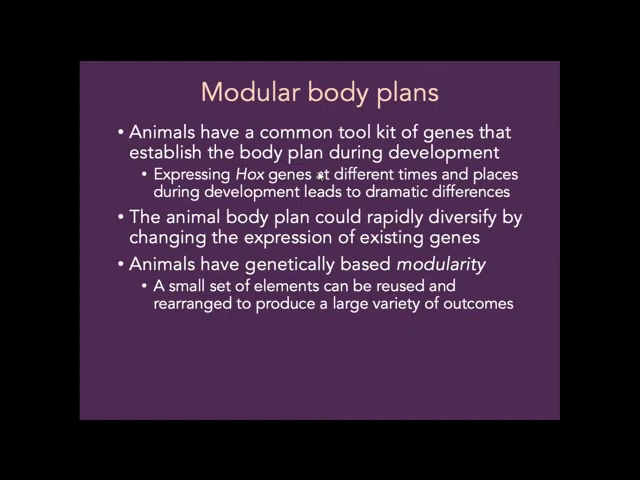 Modular body plans
• Animals have a common tool kit of genes that
establish the body plan during development
• Expressing Hox genes at different times and places
during development leads to dramatic differences
• The animal body plan could rapidly diversify by
changing the expression of existing genes
• Animals have genetically based modularity
• A small set of elements can be reused and
rearranged to produce a large variety of outcomes